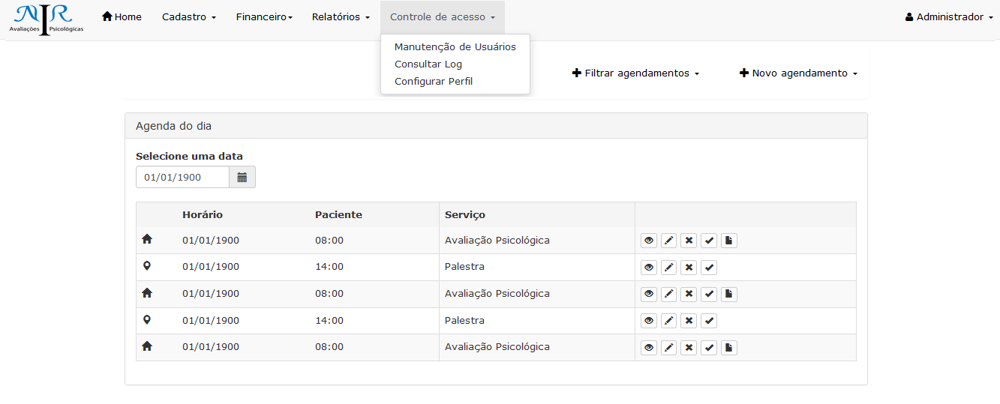 NIR
Avaliações Psicológicas
Home Cadastro Financeiro Relatórios Controle de acesso Administrador
Manutenção de Usuários
Consultar Log
Configurar Perfil
Filtrar agendamentos Novo agendamento
Agenda do dia
Selecione uma data
01/01/1900
Horário Paciente Serviço
01/01/1900 08:00 Avaliação Psicológica
01/01/1900 14:00 Palestra
01/01/1900 08:00 Avaliação Psicológica
01/01/1900 14:00 Palestra
01/01/1900 08:00 Avaliação Psicológica